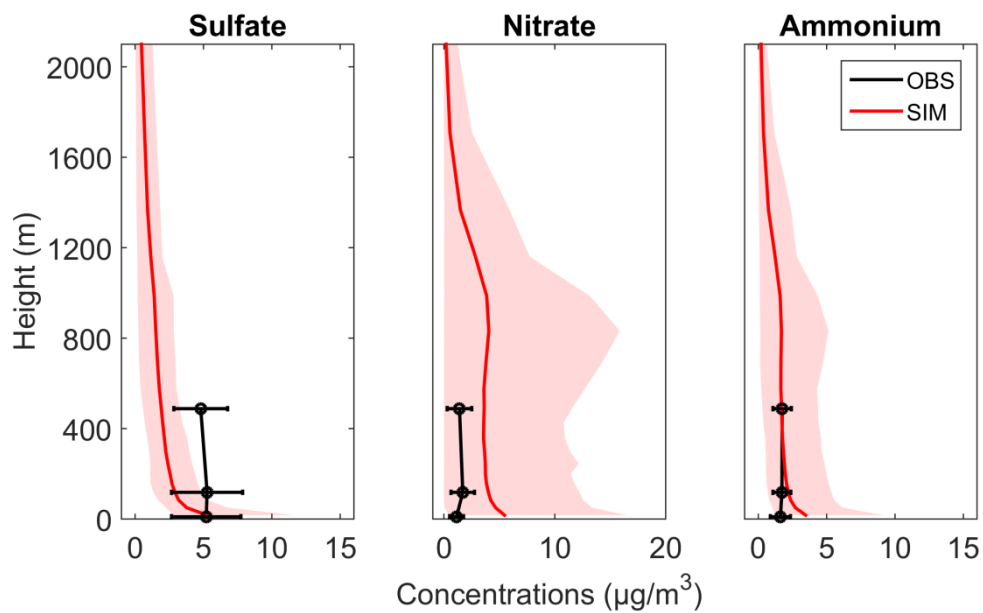 Sulfate Nitrate Ammonium
2000
1600
1200
800
400
0
Height (m)
OBS
SIM
0 5 10 15 0 10 20 0 5 10 15
Concentrations (µg/m³)